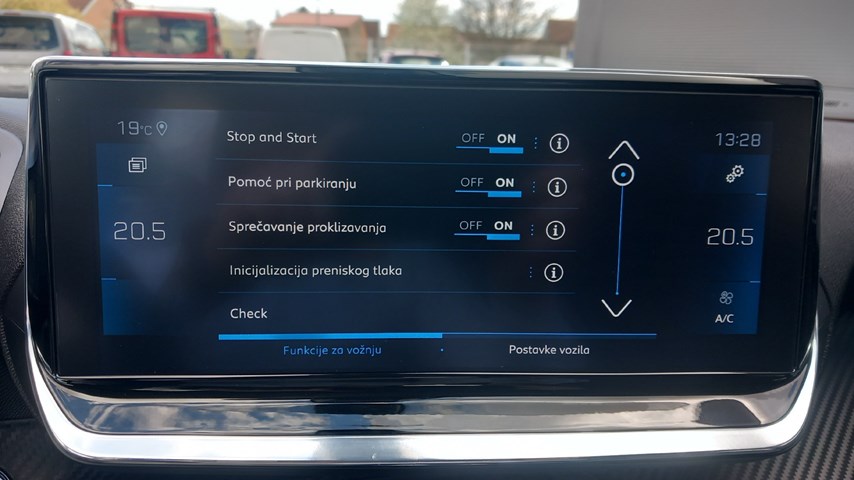 19°C
13:28
Stop and Start OFF ON
Pomoć pri parkiranju OFF ON
Sprečavanje proklizavanja OFF ON
20.5
20.5
Inicijalizacija preniskog tlaka
Check
A/C
Funkcije za vožnju
Postavke vozila